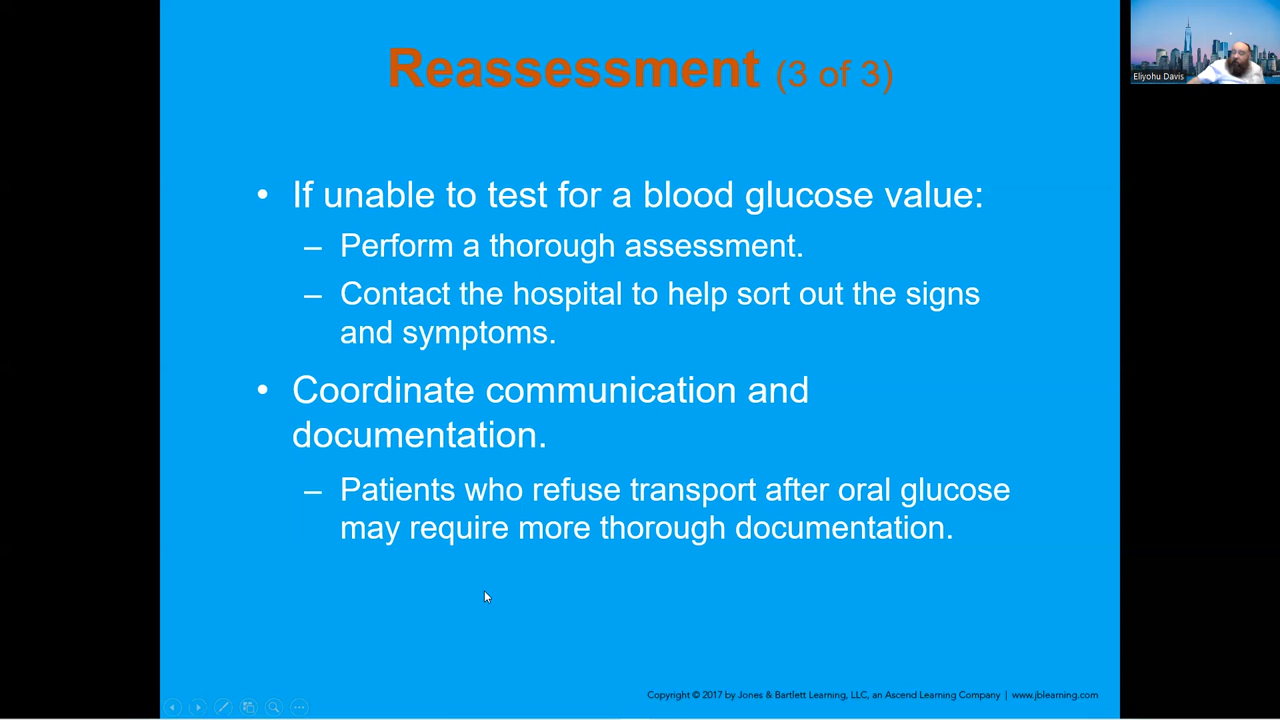 Reassessment (3 of 3)
• If unable to test for a blood glucose value:
– Perform a thorough assessment.
– Contact the hospital to help sort out the signs
and symptoms.
• Coordinate communication and
documentation.
– Patients who refuse transport after oral glucose
may require more thorough documentation.
Copyright © 2017 by Jones & Bartlett Learning, LLC, an Ascend Learning Company | www.jblearning.com
Eliyohu Davis